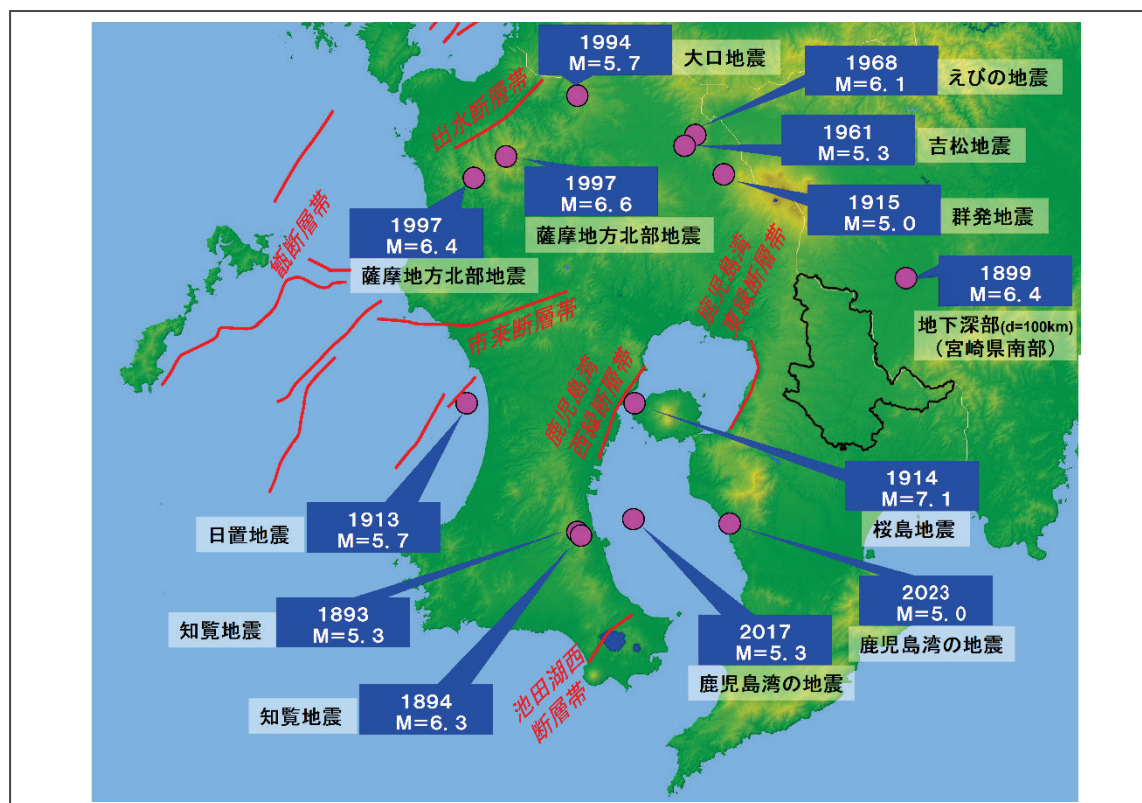 1994
M=5.7
大口地震
1968
M=6.1
えびの地震
出水断層帯
1961
M=5.3
吉松地震
1997
M=6.6
薩摩地方北部地震
1915
M=5.0
群発地震
1997
M=6.4
薩摩地方北部地震
甑断層帯
鹿児島湾
東縁断層帯
1899
M=6.4
地下深部(d=100km)
(宮崎県南部)
市来断層帯
鹿児島湾
西縁断層帯
1914
M=7.1
桜島地震
日置地震
1913
M=5.7
2023
M=5.0
鹿児島湾の地震
知覧地震
1893
M=5.3
2017
M=5.3
鹿児島湾の地震
知覧地震
1894
M=6.3
池田湖西
断層帯